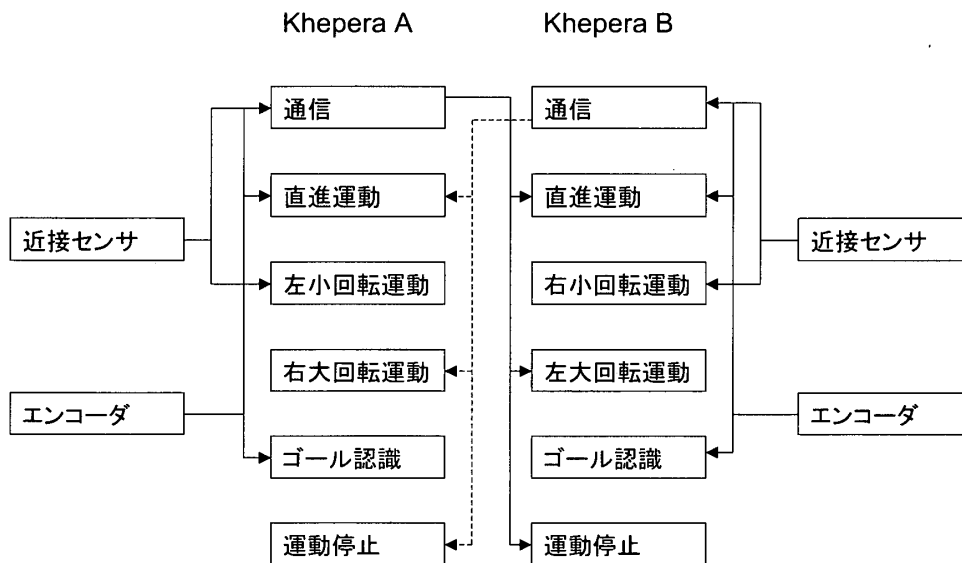 Khepera A
Khepera B
通信
通信
直進運動
直進運動
近接センサ
近接センサ
左小回転運動
右小回転運動
右大回転運動
左大回転運動
エンコーダ
エンコーダ
ゴール認識
ゴール認識
運動停止
運動停止